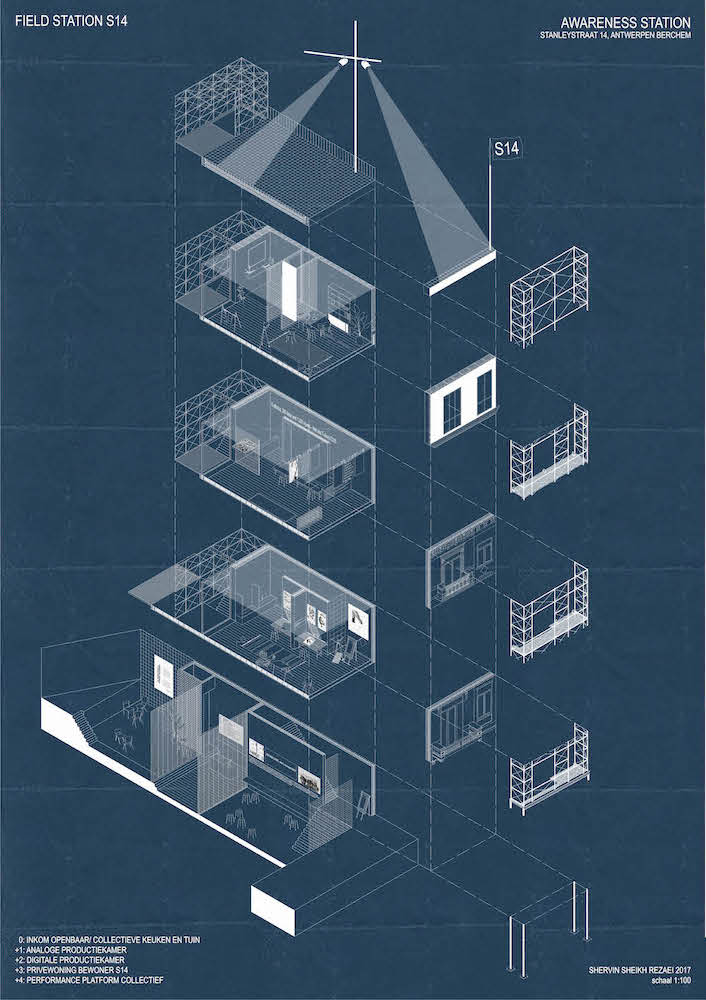 FIELD STATION S14
AWARENESS STATION
STANLEYSTRAAT 14, ANTWERPEN BERCHEM
S14
0: INKOM OPENBAAR/ COLLECTIEVE KEUKEN EN TUIN
+1: ANALOGE PRODUCTIEKAMER
+2: DIGITALE PRODUCTIEKAMER
+3: PRIVEWONING BEWONER S14
+4: PERFORMANCE PLATFORM COLLECTIEF
SHERVIN SHEIKH REZAEI 2017
schaal 1:100